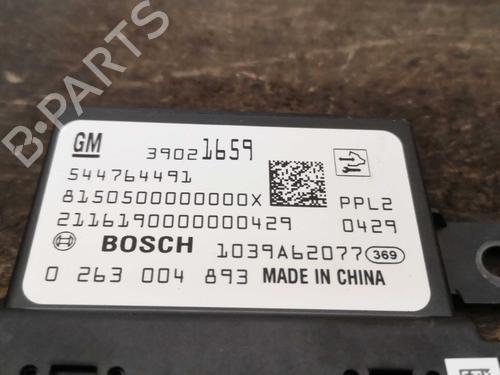 B-PARTS
GM
39021659
544764491
8150500000000X PPL2
2116190000000429 0429
BOSCH 1039A62077 369
0 263 004 893 MADE IN CHINA